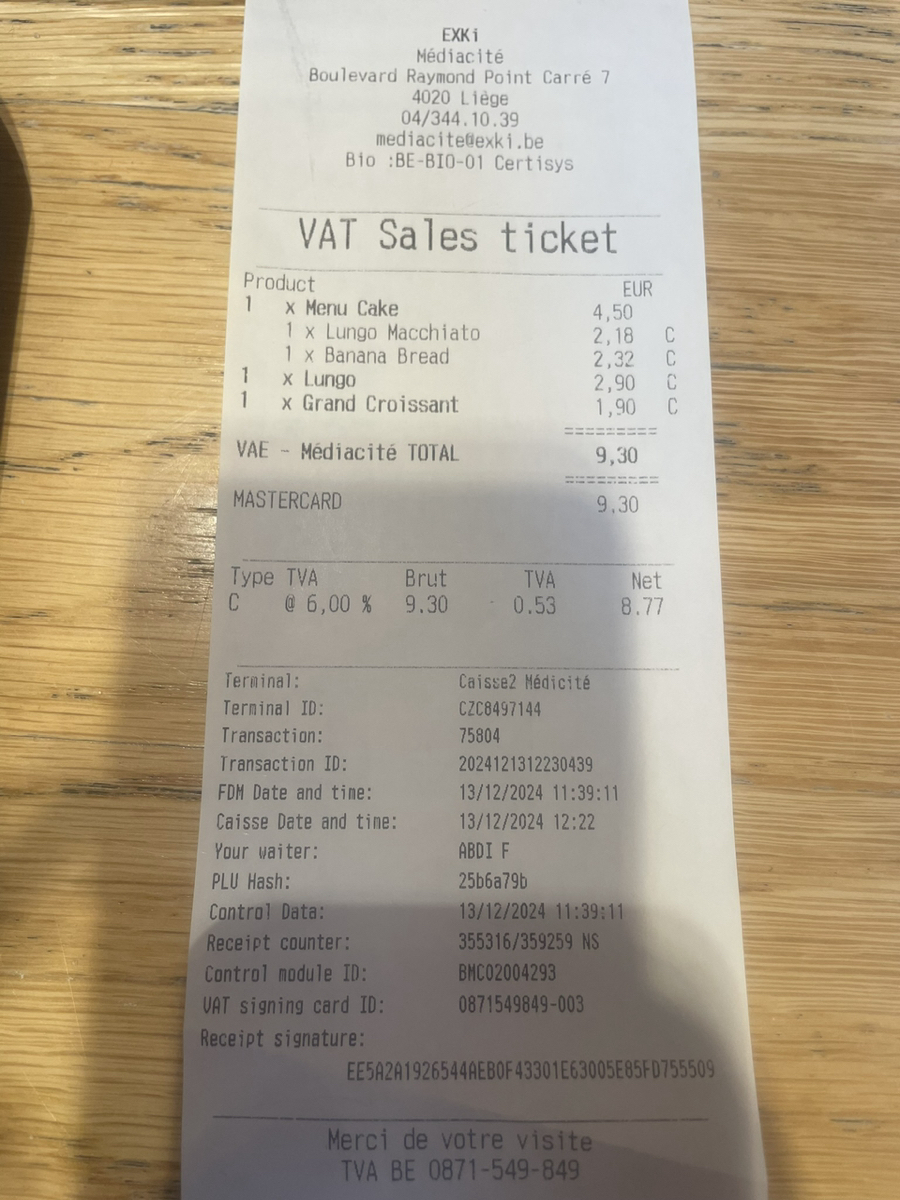 EXKi
Médiacité
Boulevard Raymond Point Carré 7
4020 Liège
04/344.10.39
mediacite@exki.be
Bio :BE-BIO-01 Certisys
VAT Sales ticket
Product EUR
1 x Menu Cake 4,50
1 x Lungo Macchiato 2,18 C
1 x Banana Bread 2,32 C
1 x Lungo 2,90 C
1 x Grand Croissant 1,90 C
=========
VAE - Médiacité TOTAL 9,30
=========
MASTERCARD 9.30
Type TVA Brut TVA Net
C @ 6,00 % 9.30 0.53 8.77
Terminal: Caisse2 Médicité
Terminal ID: CZC8497144
Transaction: 75804
Transaction ID: 2024121312230439
FDM Date and time: 13/12/2024 11:39:11
Caisse Date and time: 13/12/2024 12:22
Your waiter: ABDI F
PLU Hash: 25b6a79b
Control Data: 13/12/2024 11:39:11
Receipt counter: 355316/359259 NS
Control module ID: BMC02004293
VAT signing card ID: 0871549849-003
Receipt signature:
EE5A2A1926544AEB0F43301E63005E85FD755509
Merci de votre visite
TVA BE 0871-549-849